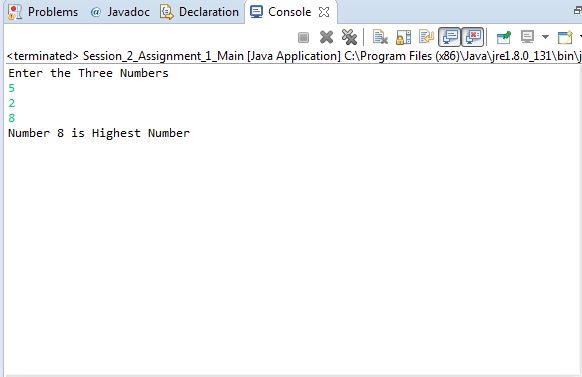 Problems @ Javadoc Declaration Console
<terminated> Session_2_Assignment_1_Main [Java Application] C:\Program Files (x86)\Java\jre1.8.0_131\bin\j
Enter the Three Numbers
5
2
8
Number 8 is Highest Number